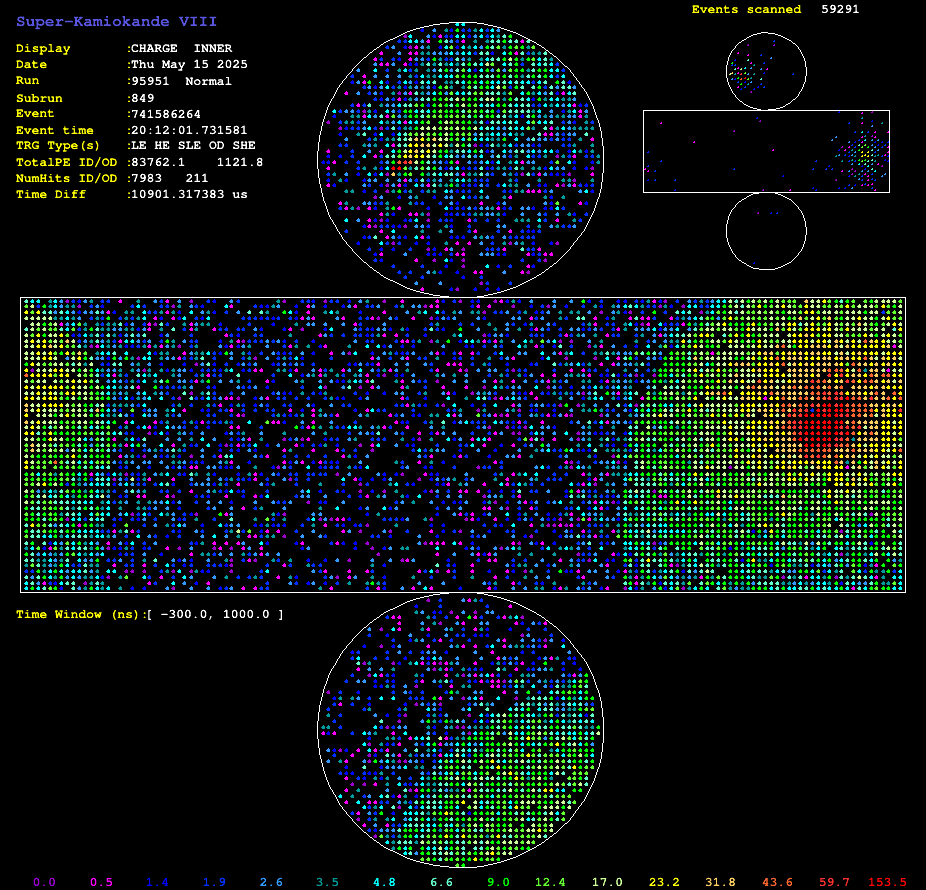 Super-Kamiokande VIII
Events scanned 59291
Display :CHARGE INNER
Date :Thu May 15 2025
Run :95951 Normal
Subrun :849
Event :741586264
Event time :20:12:01.731581
TRG Type(s) :LE HE SLE OD SHE
TotalPE ID/OD :83762.1 1121.8
NumHits ID/OD :7983 211
Time Diff :10901.317383 us
Time Window (ns):[ -300.0, 1000.0 ]
0.0 0.5 1.4 1.9 2.6 3.5 4.8 6.6 9.0 12.4 17.0 23.2 31.8 43.6 59.7 153.5